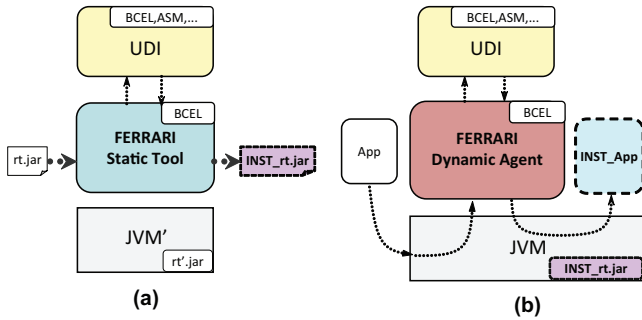 BCEL,ASM,...
UDI
BCEL
FERRARI
Static Tool
rt.jar
INST_rt.jar
JVM’
rt’.jar
(a)
BCEL,ASM,...
UDI
BCEL
FERRARI
Dynamic Agent
App
INST_App
JVM
INST_rt.jar
(b)